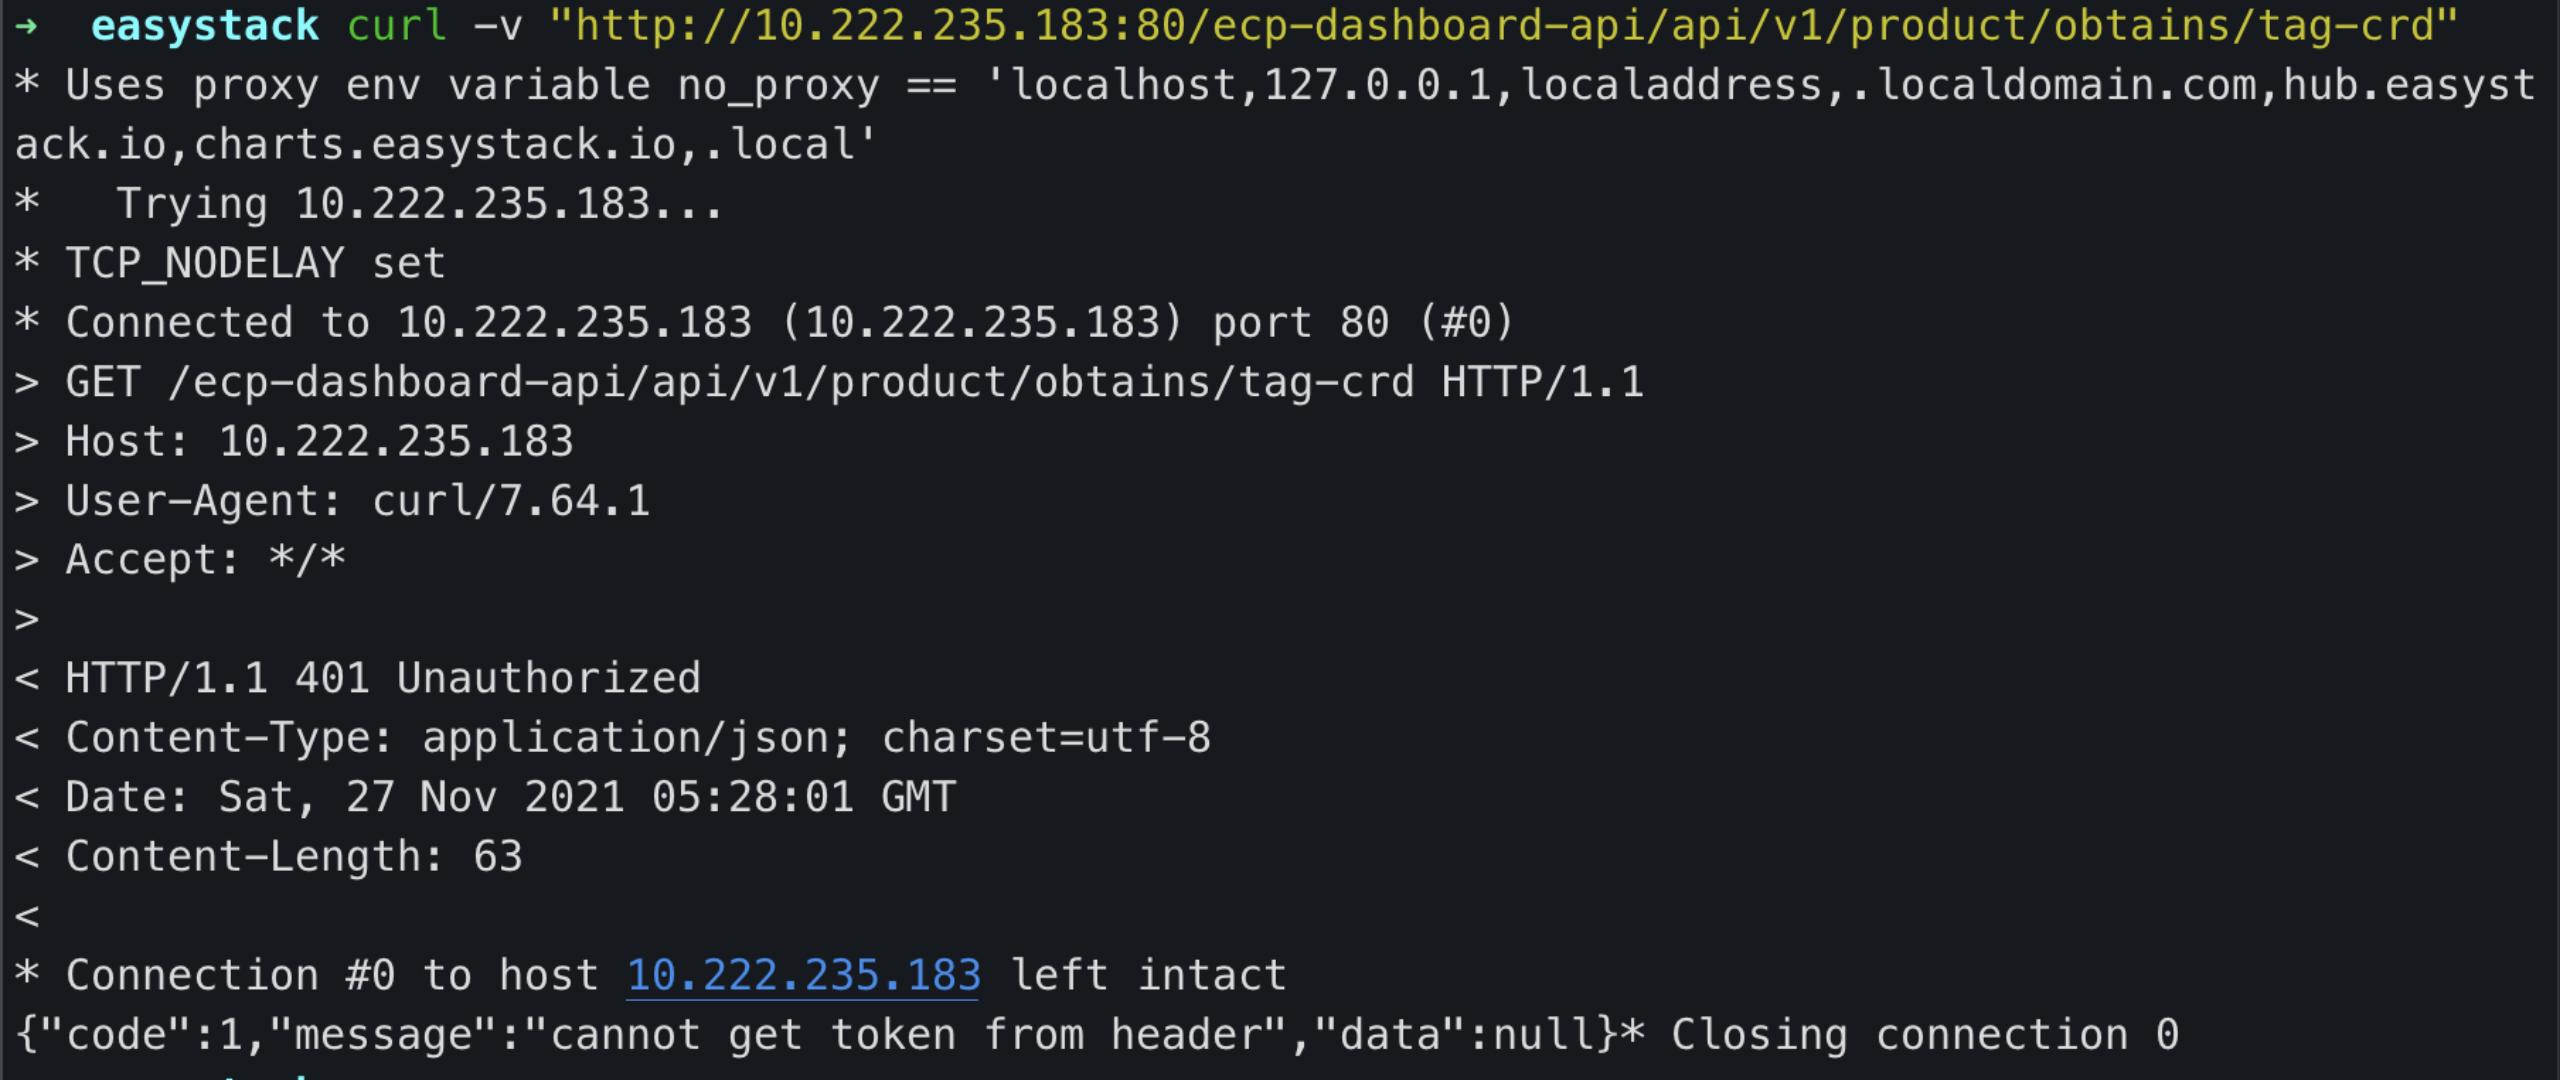 →  easystack curl -v "http://10.222.235.183:80/ecp-dashboard-api/api/v1/product/obtains/tag-crd"
* Uses proxy env variable no_proxy == 'localhost,127.0.0.1,localaddress,.localdomain.com,hub.easyst
ack.io,charts.easystack.io,.local'
*   Trying 10.222.235.183...
* TCP_NODELAY set
* Connected to 10.222.235.183 (10.222.235.183) port 80 (#0)
> GET /ecp-dashboard-api/api/v1/product/obtains/tag-crd HTTP/1.1
> Host: 10.222.235.183
> User-Agent: curl/7.64.1
> Accept: */*
>
< HTTP/1.1 401 Unauthorized
< Content-Type: application/json; charset=utf-8
< Date: Sat, 27 Nov 2021 05:28:01 GMT
< Content-Length: 63
<
* Connection #0 to host 10.222.235.183 left intact
{"code":1,"message":"cannot get token from header","data":null}* Closing connection 0